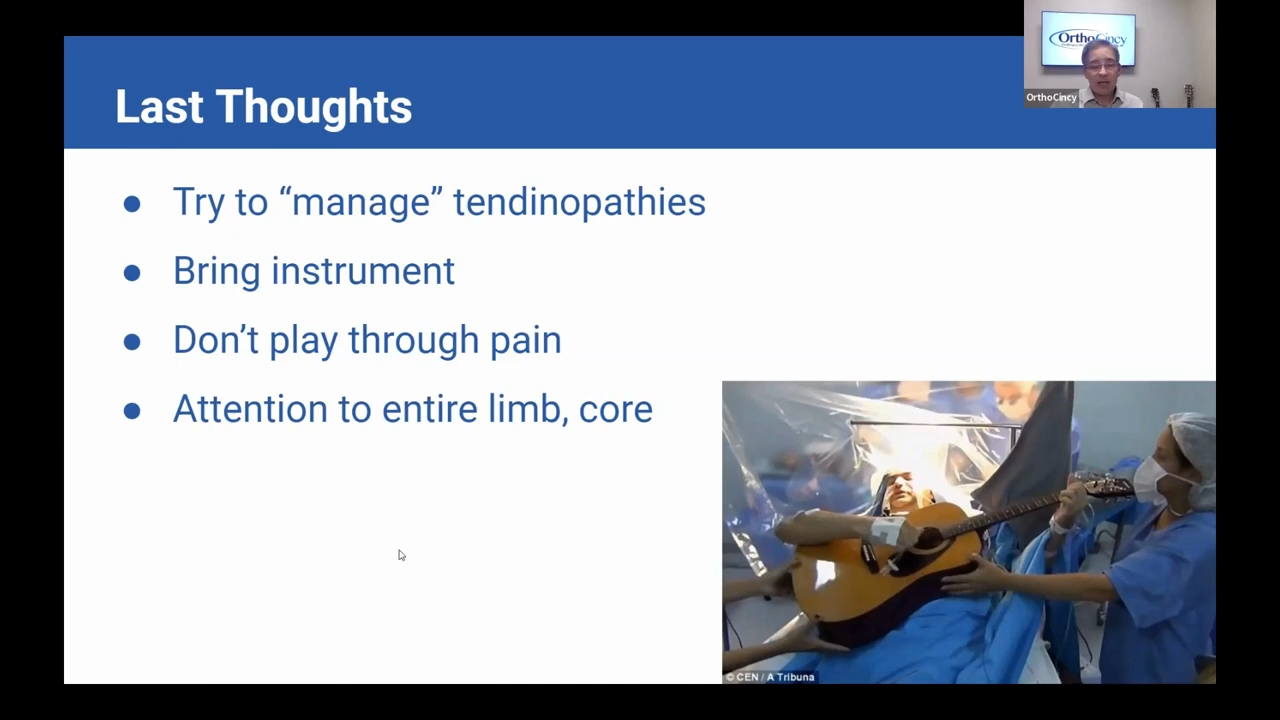 OrthoCincy
OrthoCincy
Last Thoughts
● Try to “manage” tendinopathies
● Bring instrument
● Don’t play through pain
● Attention to entire limb, core
© CEN / A Tribuna